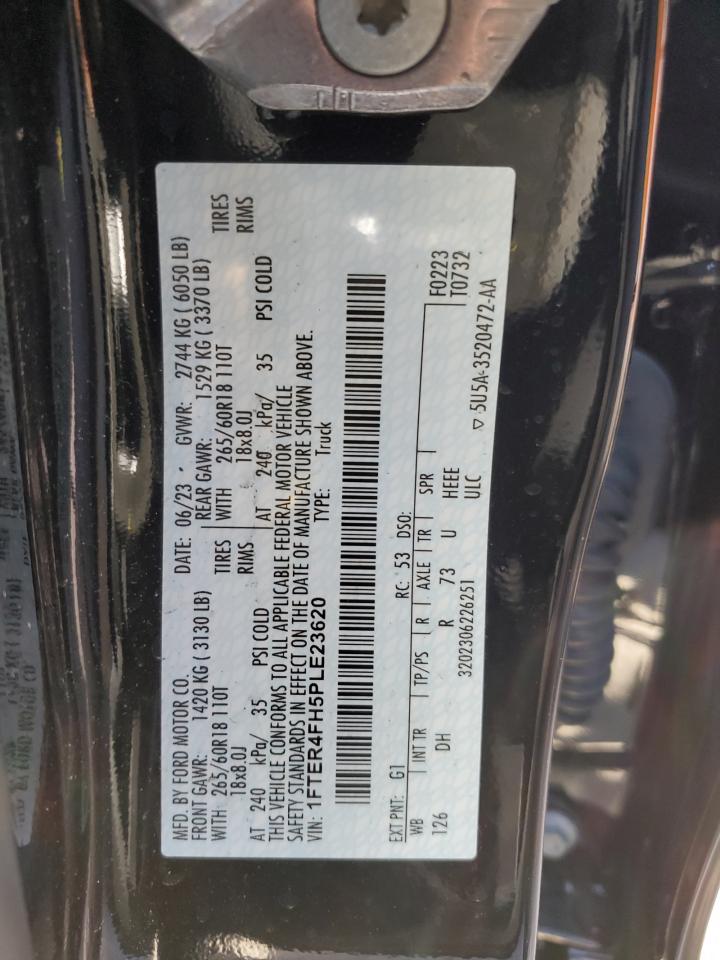 MFD. BY FORD MOTOR CO.
DATE: 06/23 GVWR: 2744 KG ( 6050 LB)
FRONT GAWR: 1420 KG ( 3130 LB)
REAR GAWR: 1529 KG ( 3370 LB)
WITH 265/60R18 110T TIRES
WITH 265/60R18 110T TIRES
18x8.0J RIMS
18x8.0J RIMS
AT 240 kPa/ 35 PSI COLD
AT 240 kPa/ 35 PSI COLD
THIS VEHICLE CONFORMS TO ALL APPLICABLE FEDERAL MOTOR VEHICLE
SAFETY STANDARDS IN EFFECT ON THE DATE OF MANUFACTURE SHOWN ABOVE.
VIN: 1FTER4FH5PLE23620
TYPE: Truck
EXT PNT: G1 RC: 53 DSO: F0223
WB INT TR TP/PS R AXLE TR SPR T0732
126 DH R 73 U HEEE
3202306226251 ULC
▽ 5U5A-3520472-AA